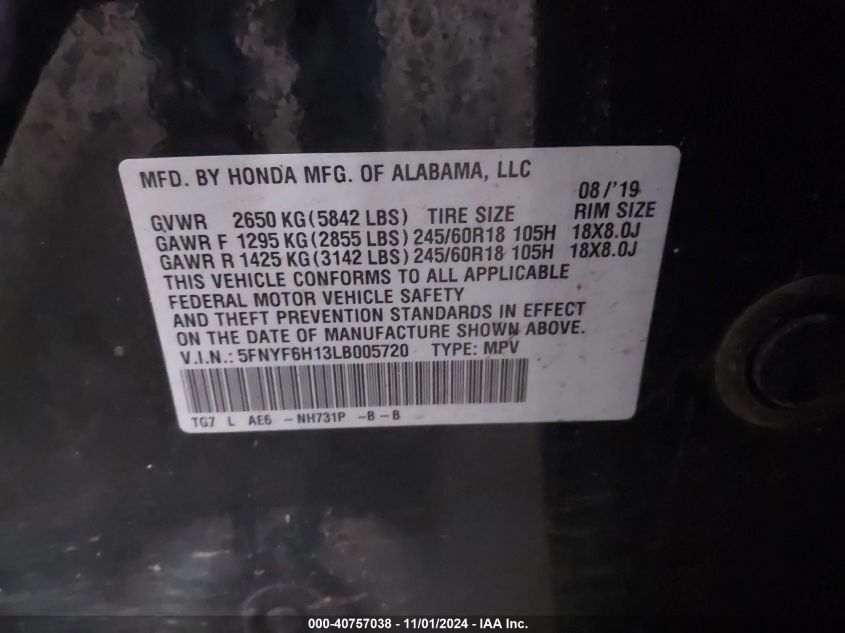 MFD. BY HONDA MFG. OF ALABAMA, LLC
08/'19
GVWR 2650 KG(5842 LBS) TIRE SIZE RIM SIZE
GAWR F 1295 KG(2855 LBS) 245/60R18 105H 18X8.0J
GAWR R 1425 KG(3142 LBS) 245/60R18 105H 18X8.0J
THIS VEHICLE CONFORMS TO ALL APPLICABLE
FEDERAL MOTOR VEHICLE SAFETY
AND THEFT PREVENTION STANDARDS IN EFFECT
ON THE DATE OF MANUFACTURE SHOWN ABOVE.
V.I.N.: 5FNYF6H13LB005720 TYPE: MPV
TG7 L AE6 -NH731P -B-B
000-40757038 - 11/01/2024 - IAA Inc.